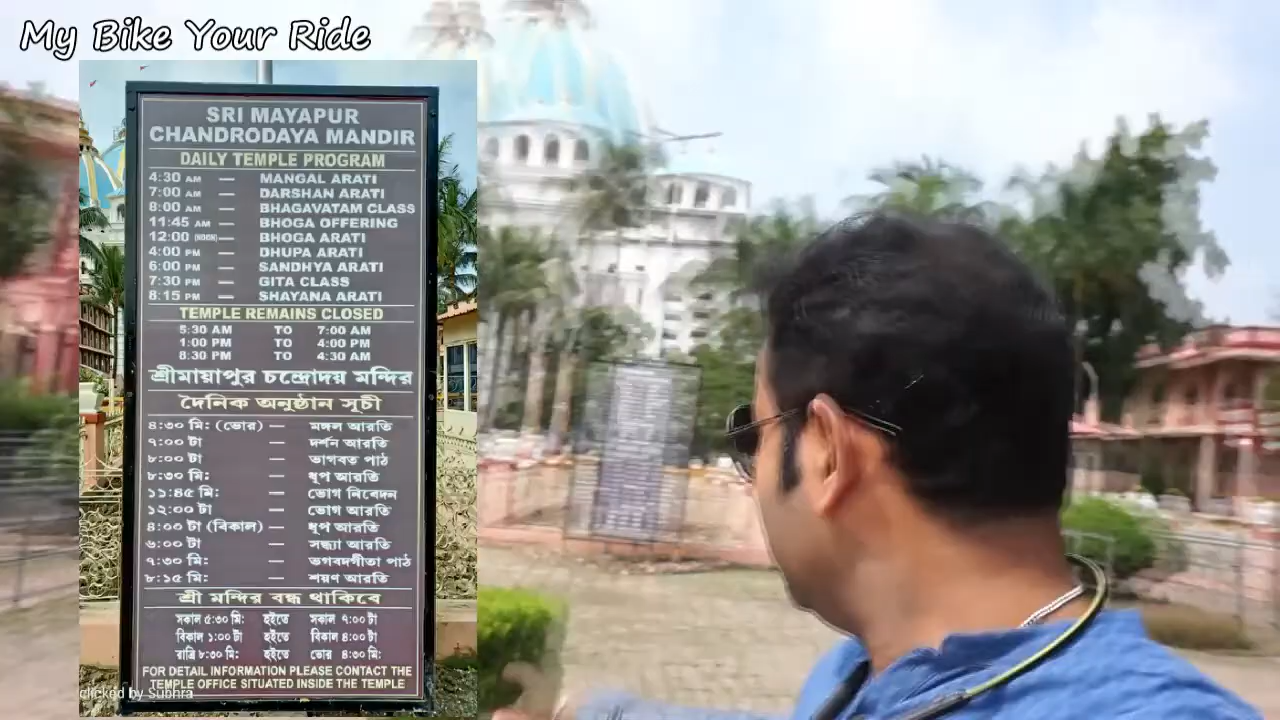 My Bike Your Ride
SRI MAYAPUR
CHANDRODAYA MANDIR
DAILY TEMPLE PROGRAM
4:30 AM — MANGAL ARATI
7:00 AM — DARSHAN ARATI
8:00 AM — BHAGAVATAM CLASS
11:45 AM — BHOGA OFFERING
12:00 (NOON) — BHOGA ARATI
4:00 PM — DHUPA ARATI
6:00 PM — SANDHYA ARATI
7:30 PM — GITA CLASS
8:15 PM — SHAYANA ARATI
TEMPLE REMAINS CLOSED
5:30 AM TO 7:00 AM
1:00 PM TO 4:00 PM
8:30 PM TO 4:30 AM
শ্রীমায়াপুর চন্দ্রোদয় মন্দির
দৈনিক অনুষ্ঠান সূচী
৪:৩০ মি: (ভোর) — মঙ্গল আরতি
৭:০০ টা — দর্শন আরতি
৮:০০ টা — ভাগবত পাঠ
৮:৩০ মি: — ধূপ আরতি
১১:৪৫ মি: — ভোগ নিবেদন
১২:০০ টা — ভোগ আরতি
৪:০০ টা (বিকাল) — ধূপ আরতি
৬:০০ টা — সন্ধ্যা আরতি
৭:৩০ মি: — ভগবদগীতা পাঠ
৮:১৫ মি: — শয়ণ আরতি
শ্রী মন্দির বন্ধ থাকিবে
সকাল ৫:৩০ মি: হইতে সকাল ৭:০০ টা
বিকাল ১:০০ টা হইতে বিকাল ৪:০০ টা
রাত্রি ৮:৩০ মি: হইতে ভোর ৪:৩০ মি:
FOR DETAIL INFORMATION PLEASE CONTACT THE
TEMPLE OFFICE SITUATED INSIDE THE TEMPLE
clicked by Subhra